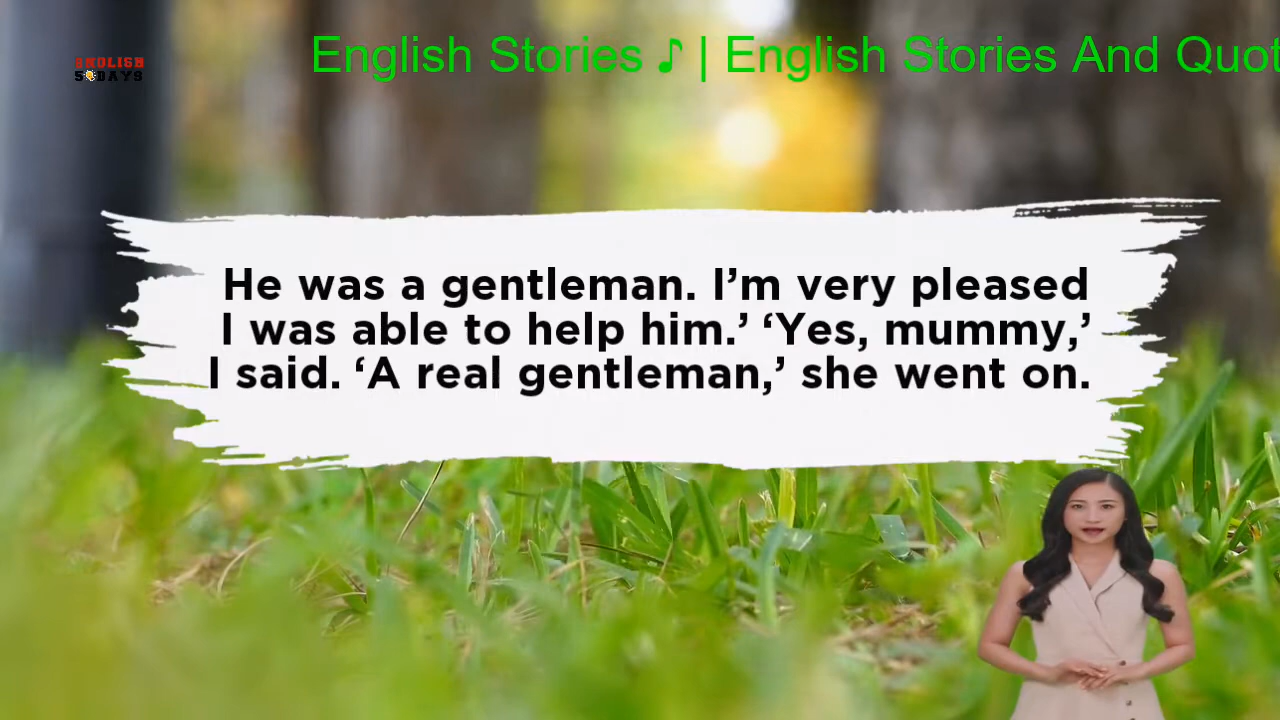 English Stories ♪ | English Stories And Quot
ENGLISH
50DAYS
He was a gentleman. I’m very pleased
I was able to help him.’ ‘Yes, mummy,’
I said. ‘A real gentleman,’ she went on.